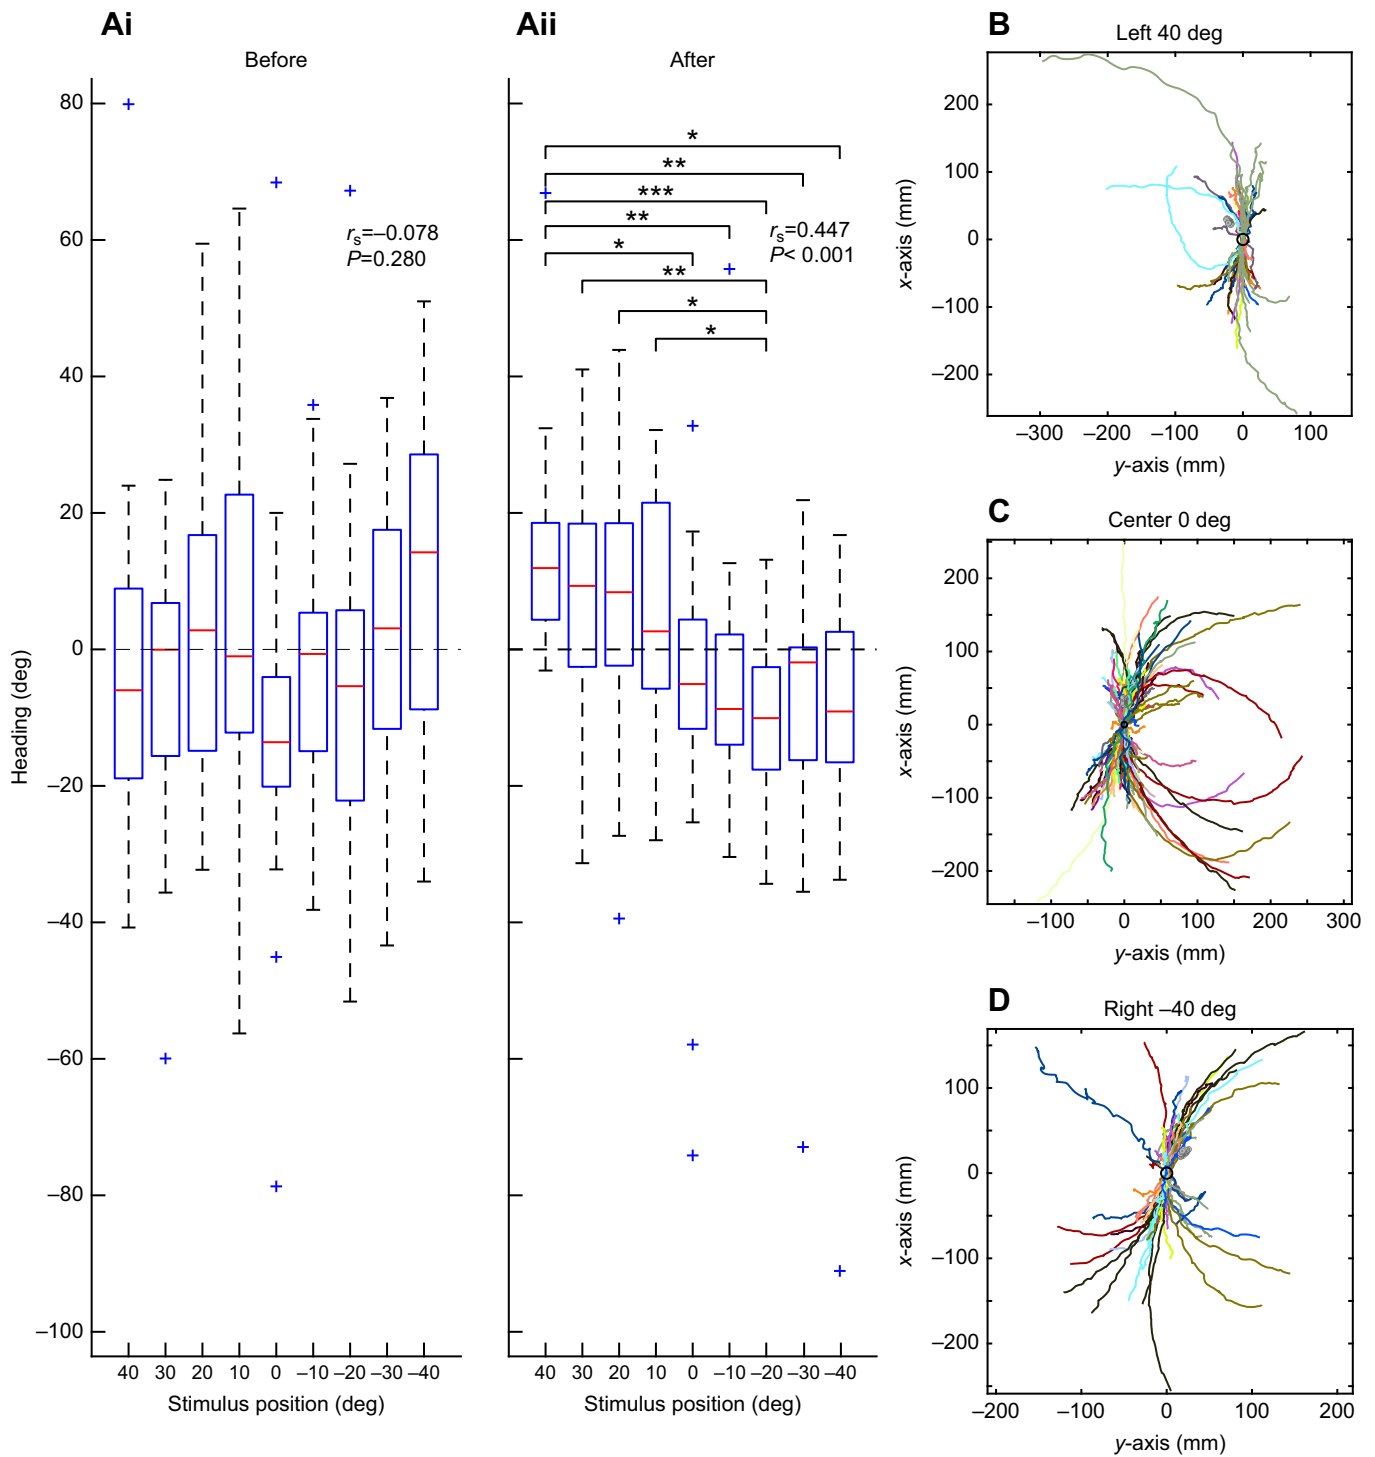 Ai
Before
Heading (deg)
80
60
40
20
0
–20
–40
–60
–80
–100
rs=–0.078
P=0.280
40 30 20 10 0 –10 –20 –30 –40
Stimulus position (deg)
Aii
After
*
**
***
**
*
**
*
*
rs=0.447
P< 0.001
40 30 20 10 0 –10 –20 –30 –40
Stimulus position (deg)
B
Left 40 deg
x-axis (mm)
200
100
0
–100
–200
–300 –200 –100 0 100
y-axis (mm)
C
Center 0 deg
x-axis (mm)
200
100
0
–100
–200
–100 0 100 200 300
y-axis (mm)
D
Right –40 deg
x-axis (mm)
100
0
–100
–200
–200 –100 0 100 200
y-axis (mm)